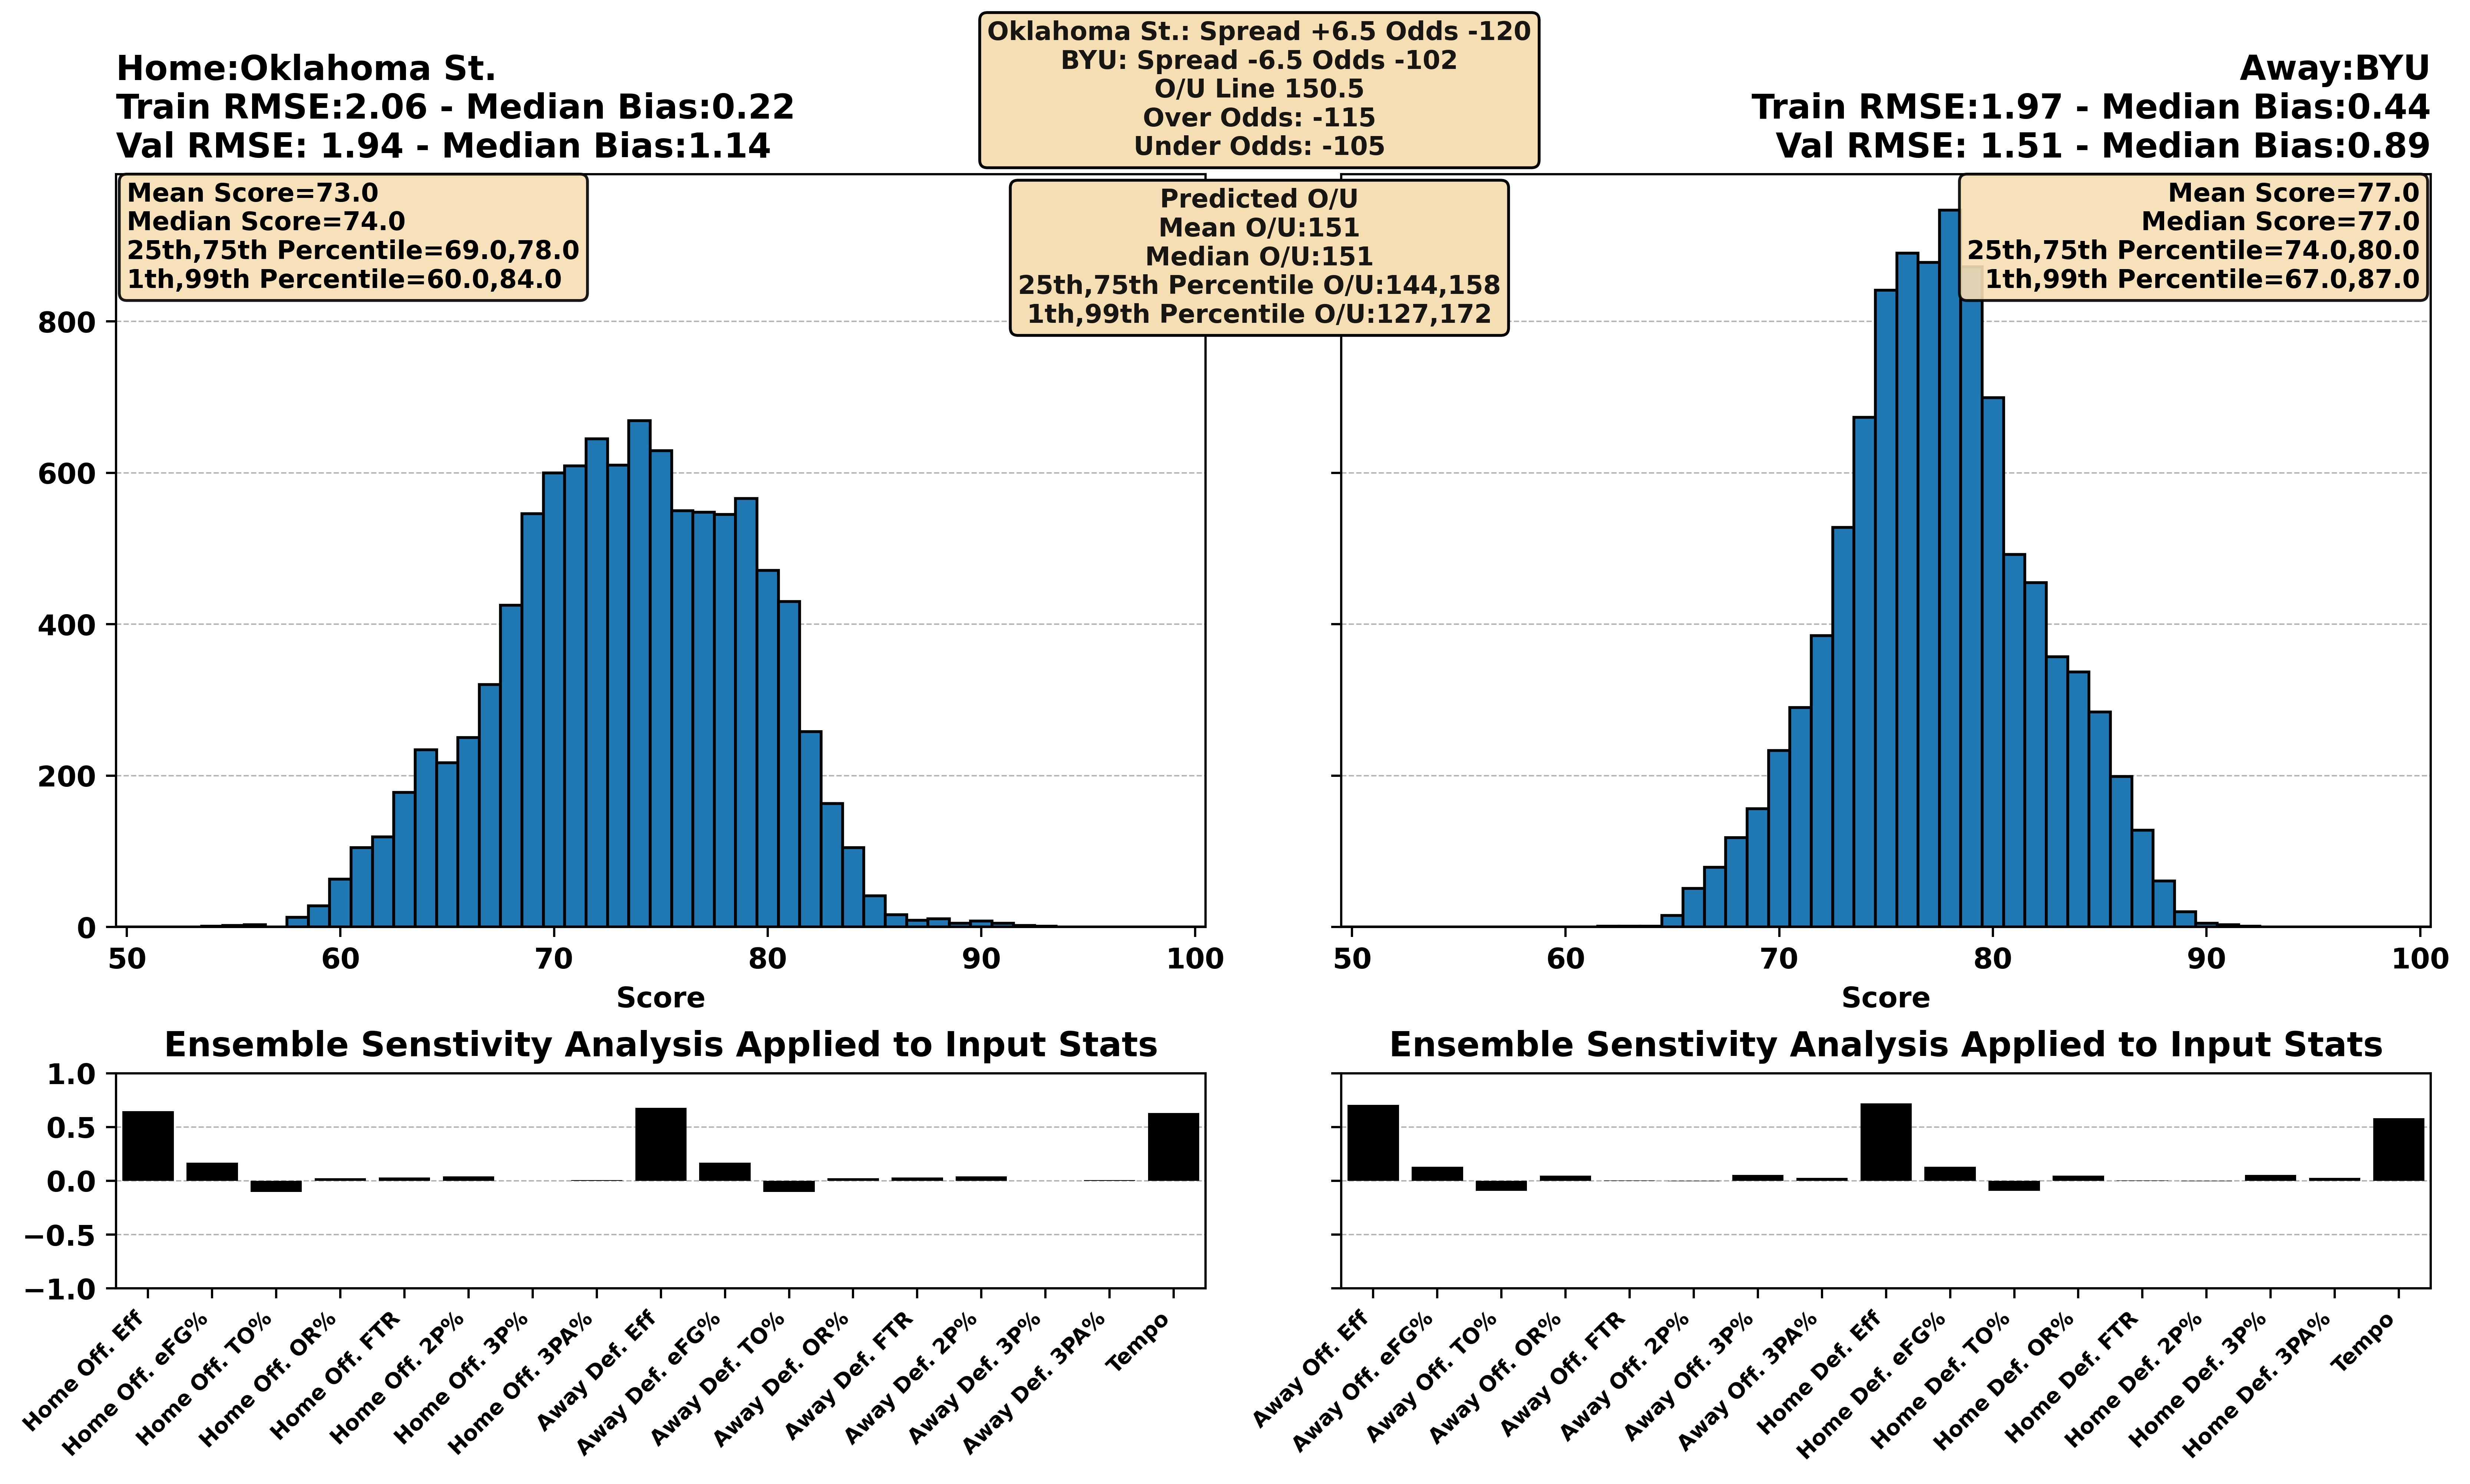 Oklahoma St.: Spread +6.5 Odds -120
BYU: Spread -6.5 Odds -102
O/U Line 150.5
Over Odds: -115
Under Odds: -105
Home:Oklahoma St.
Train RMSE:2.06 - Median Bias:0.22
Val RMSE: 1.94 - Median Bias:1.14
Away:BYU
Train RMSE:1.97 - Median Bias:0.44
Val RMSE: 1.51 - Median Bias:0.89
Mean Score=73.0
Median Score=74.0
25th,75th Percentile=69.0,78.0
1th,99th Percentile=60.0,84.0
Predicted O/U
Mean O/U:151
Median O/U:151
25th,75th Percentile O/U:144,158
1th,99th Percentile O/U:127,172
Mean Score=77.0
Median Score=77.0
25th,75th Percentile=74.0,80.0
1th,99th Percentile=67.0,87.0
800
600
400
200
0
50 60 70 80 90 100
Score
50 60 70 80 90 100
Score
Ensemble Senstivity Analysis Applied to Input Stats
1.0
0.5
0.0
−0.5
−1.0
Home Off. Eff
Home Off. eFG%
Home Off. TO%
Home Off. OR%
Home Off. FTR
Home Off. 2P%
Home Off. 3P%
Home Off. 3PA%
Away Def. Eff
Away Def. eFG%
Away Def. TO%
Away Def. OR%
Away Def. FTR
Away Def. 2P%
Away Def. 3P%
Away Def. 3PA%
Tempo
Ensemble Senstivity Analysis Applied to Input Stats
Away Off. Eff
Away Off. eFG%
Away Off. TO%
Away Off. OR%
Away Off. FTR
Away Off. 2P%
Away Off. 3P%
Away Off. 3PA%
Home Def. Eff
Home Def. eFG%
Home Def. TO%
Home Def. OR%
Home Def. FTR
Home Def. 2P%
Home Def. 3P%
Home Def. 3PA%
Tempo